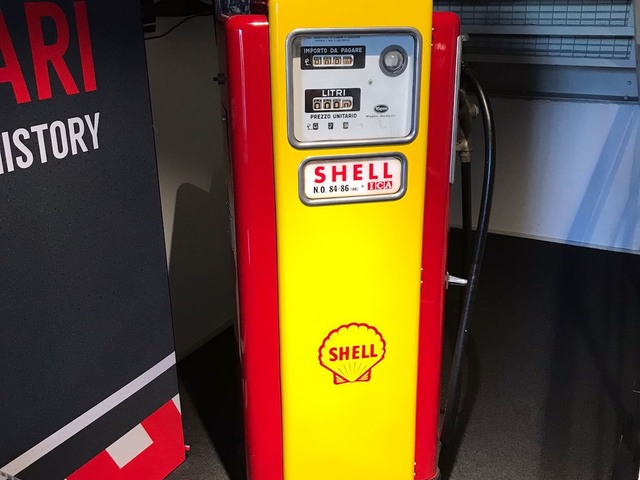 ARI
HISTORY
IMPORTO DA PAGARE
LITRI
PREZZO UNITARIO
SHELL
N.O. 84-86 + ICA
SHELL